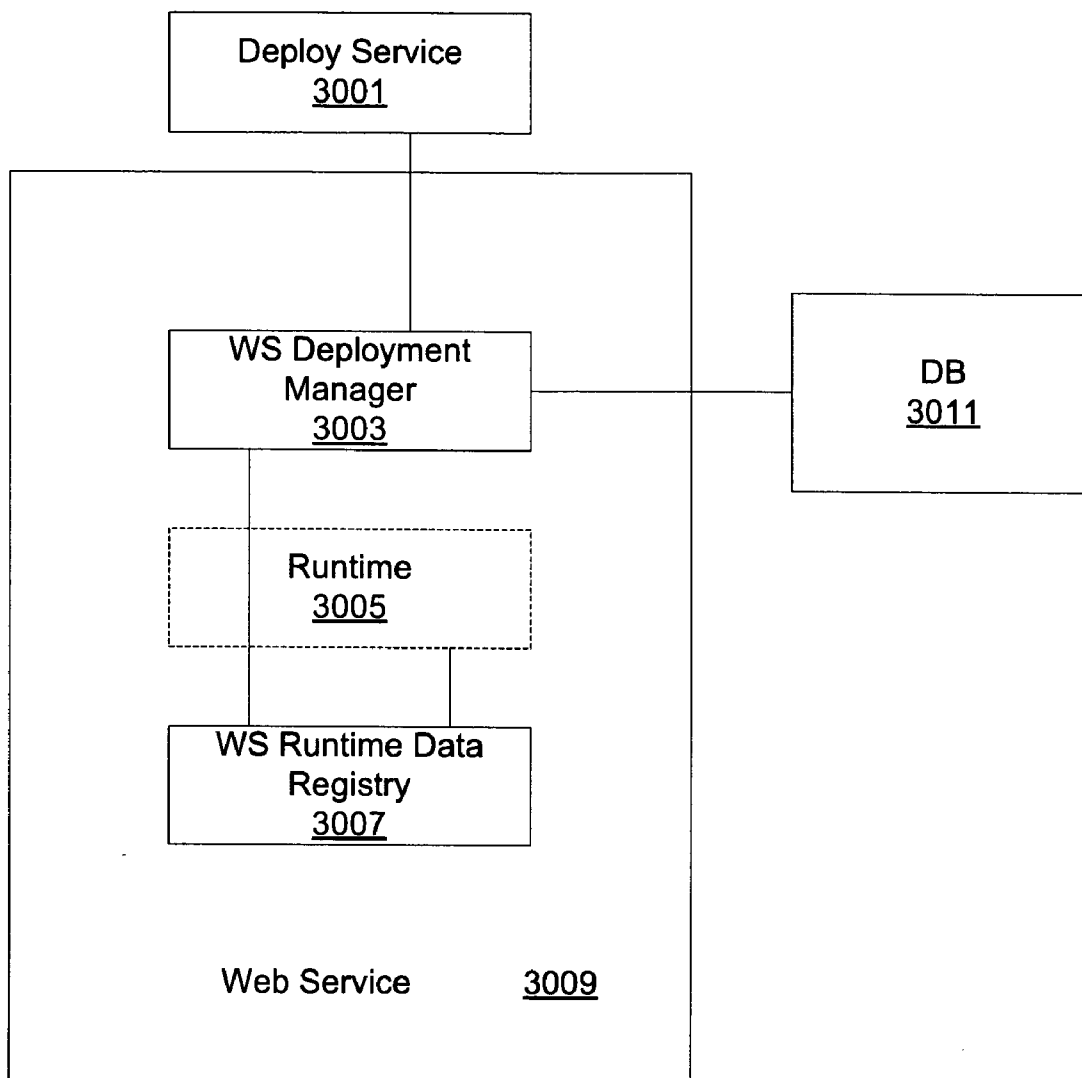 Deploy Service
3001
WS Deployment
Manager
3003
DB
3011
Runtime
3005
WS Runtime Data
Registry
3007
Web Service 3009